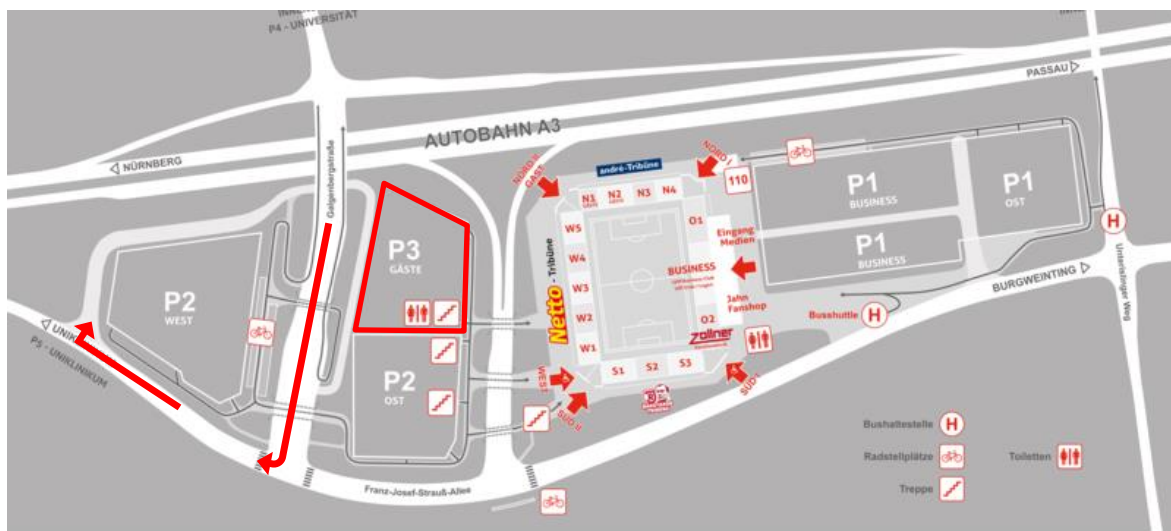 P4 - UNIVERSITÄT
PASSAU
AUTOBAHN A3
NÜRNBERG
Galgenbergstraße
NORD II
GAST
andré-Tribüne
NORD I
110
N1
GÄSTE
N2
GÄSTE
N3
N4
W5
W4
W3
W2
W1
O1
Eingang
Medien
BUSINESS
Jahn
Fanshop
O2
Zollner
S1
S2
S3
Netto - Tribüne
WEST
SÜD II
SÜD I
P1
BUSINESS
P1
BUSINESS
P1
OST
H
Unterislinger Weg
BURGWEINTING
Busshuttle
H
P3
GÄSTE
P2
WEST
P2
OST
P5 - UNIKLINIKUM
Franz-Josef-Strauß-Allee
Bushaltestelle
H
Radstellplätze
Toiletten
Treppe